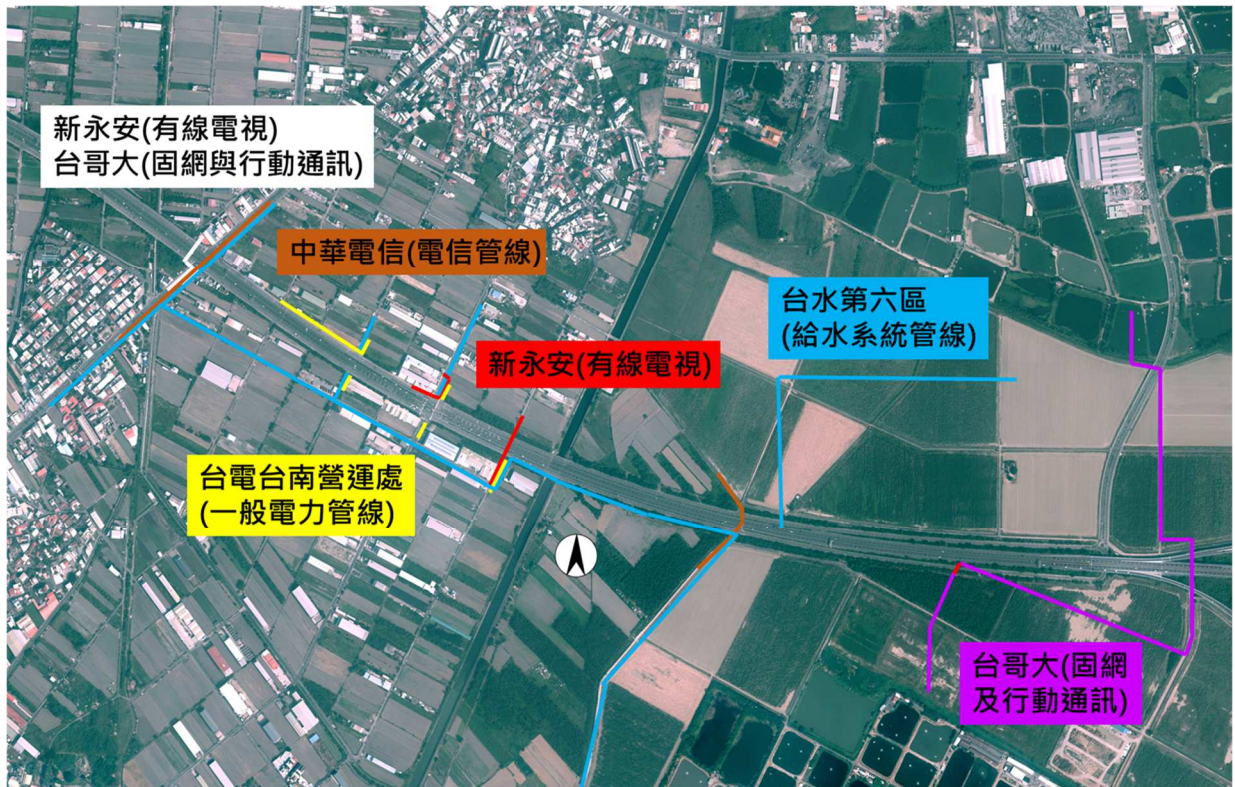 新永安(有線電視)
台哥大(固網與行動通訊)
中華電信(電信管線)
台水第六區
(給水系統管線)
新永安(有線電視)
台電台南營運處
(一般電力管線)
台哥大(固網
及行動通訊)